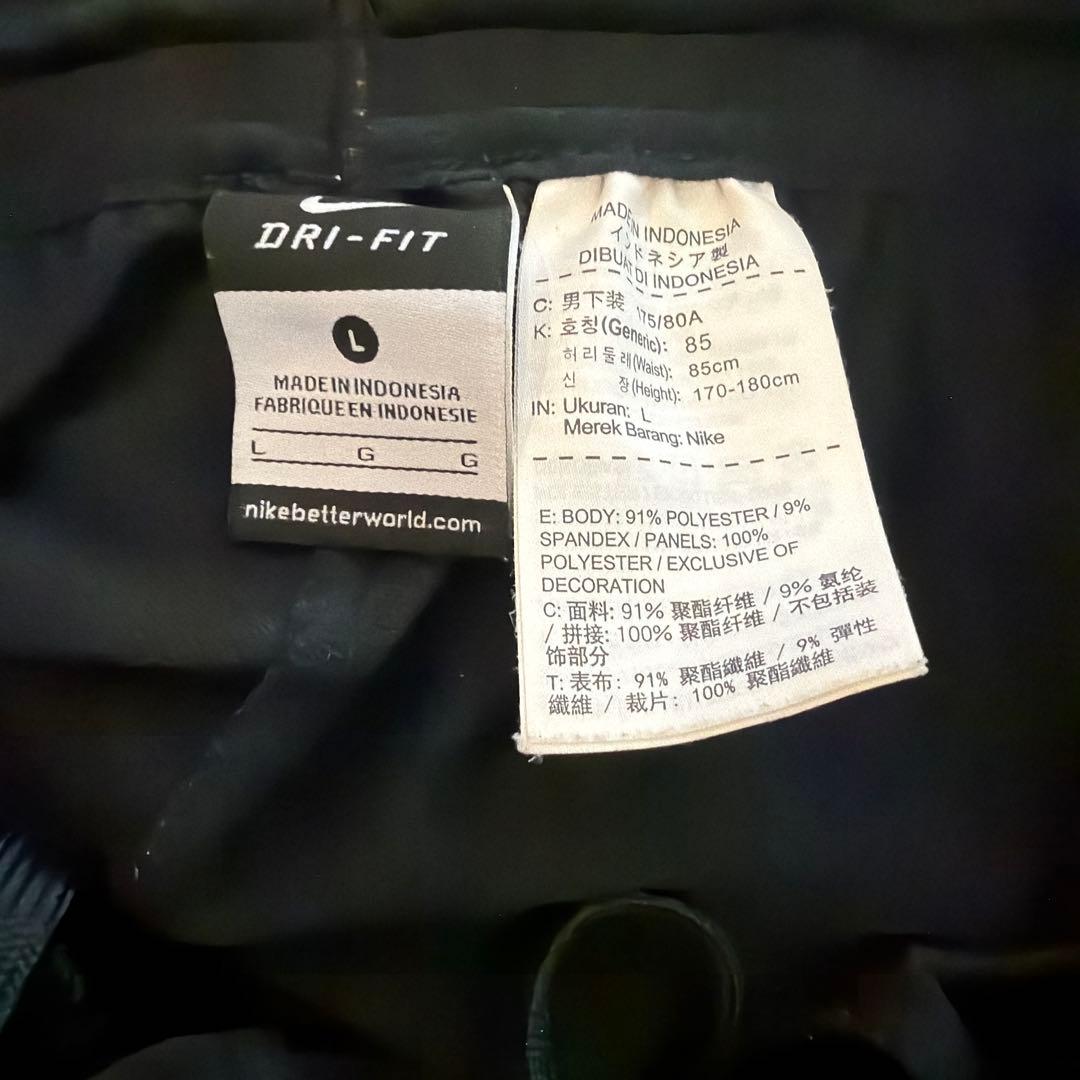 DRI-FIT
L
MADE IN INDONESIA
FABRIQUE EN INDONESIE
L G G
nikebetterworld.com
MADE IN INDONESIA
インドネシア製
DIBUAT DI INDONESIA
C: 男下装 175/80A
K: 호칭(Generic): 85
허리둘레(Waist): 85cm
신 장(Height): 170-180cm
IN: Ukuran: L
Merek Barang: Nike
E: BODY: 91% POLYESTER / 9%
SPANDEX / PANELS: 100%
POLYESTER / EXCLUSIVE OF
DECORATION
C: 面料: 91% 聚酯纤维 / 9% 氨纶
/ 拼接: 100% 聚酯纤维 / 不包括装
饰部分
T: 表布: 91% 聚酯纖維 / 9% 彈性
纖維 / 裁片: 100% 聚酯纖維